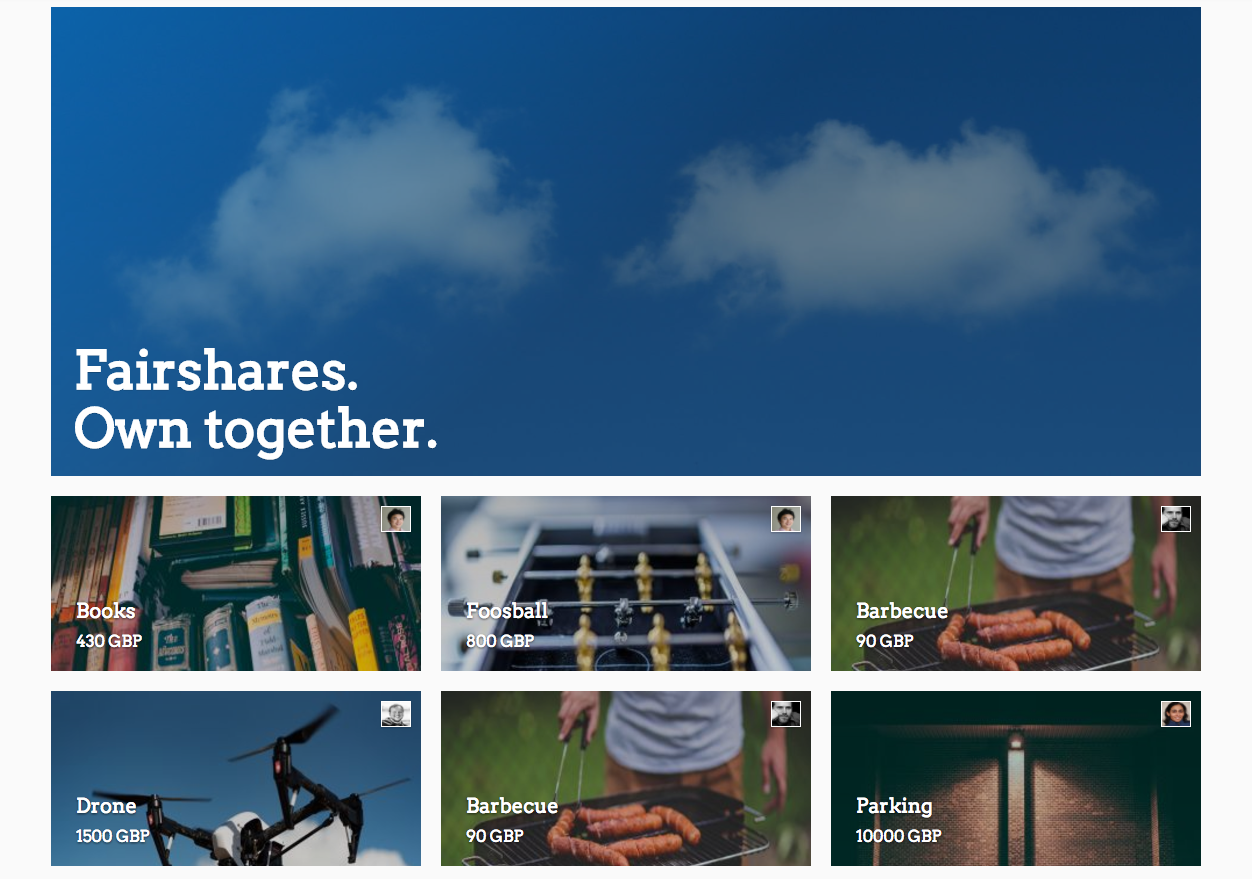 Fairshares.
Own together.
Books
430 GBP
Foosball
800 GBP
Barbecue
90 GBP
Drone
1500 GBP
Barbecue
90 GBP
Parking
10000 GBP